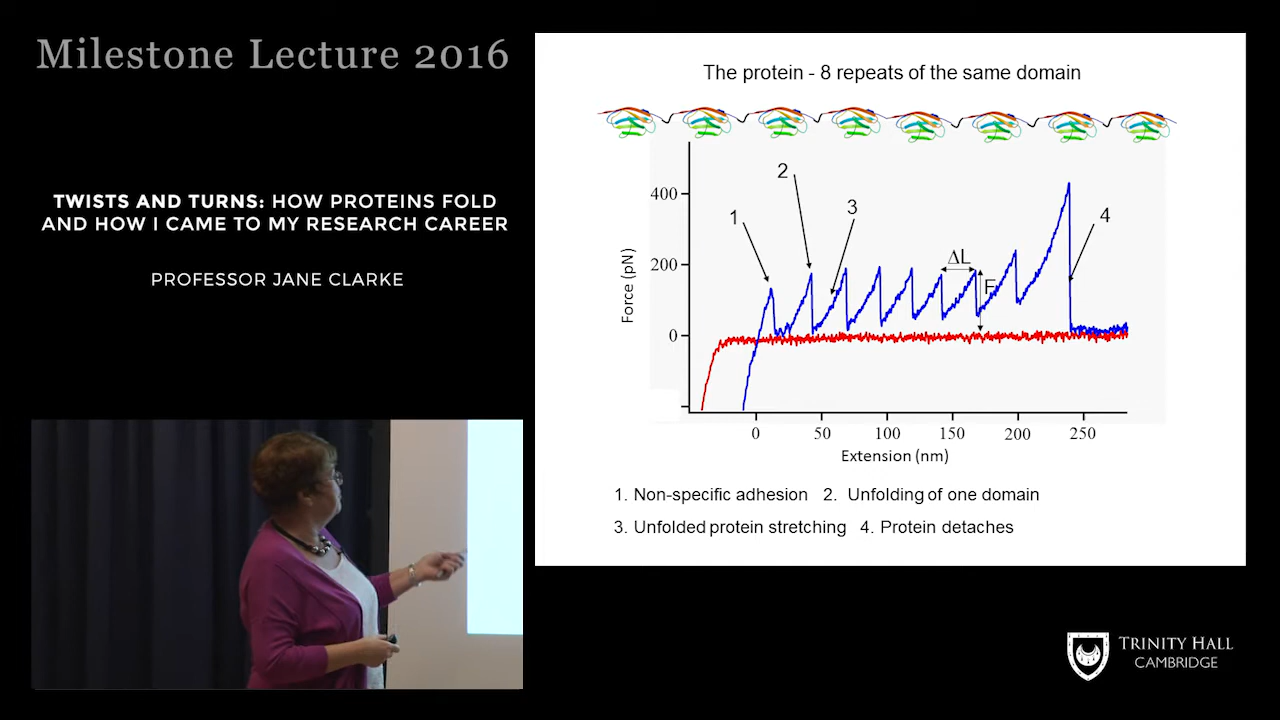 Milestone Lecture 2016
TWISTS AND TURNS: HOW PROTEINS FOLD
AND HOW I CAME TO MY RESEARCH CAREER
PROFESSOR JANE CLARKE
The protein - 8 repeats of the same domain
400
200
0
Force (pN)
1
2
3
ΔL
F
4
0 50 100 150 200 250
Extension (nm)
1. Non-specific adhesion 2. Unfolding of one domain
3. Unfolded protein stretching 4. Protein detaches
TRINITY HALL
CAMBRIDGE